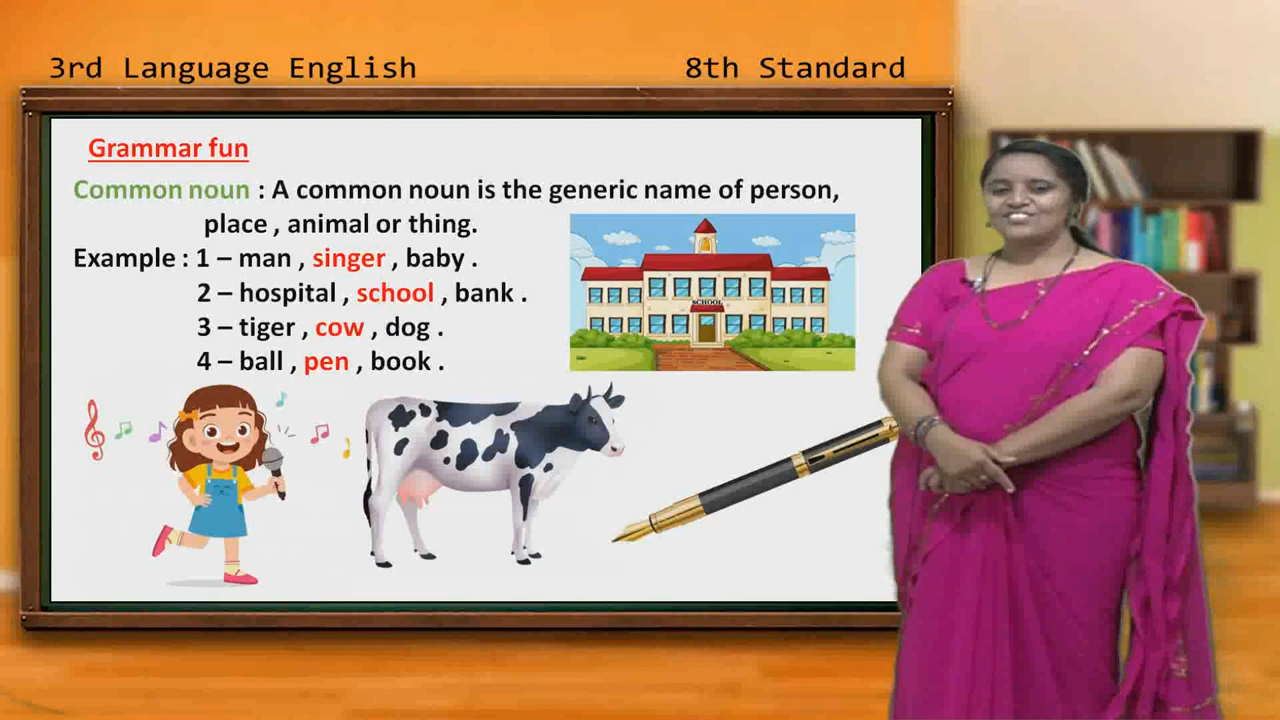 3rd Language English
8th Standard
Grammar fun
Common noun : A common noun is the generic name of person,
place , animal or thing.
Example : 1 – man , singer , baby .
2 – hospital , school , bank .
3 – tiger , cow , dog .
4 – ball , pen , book .
SCHOOL